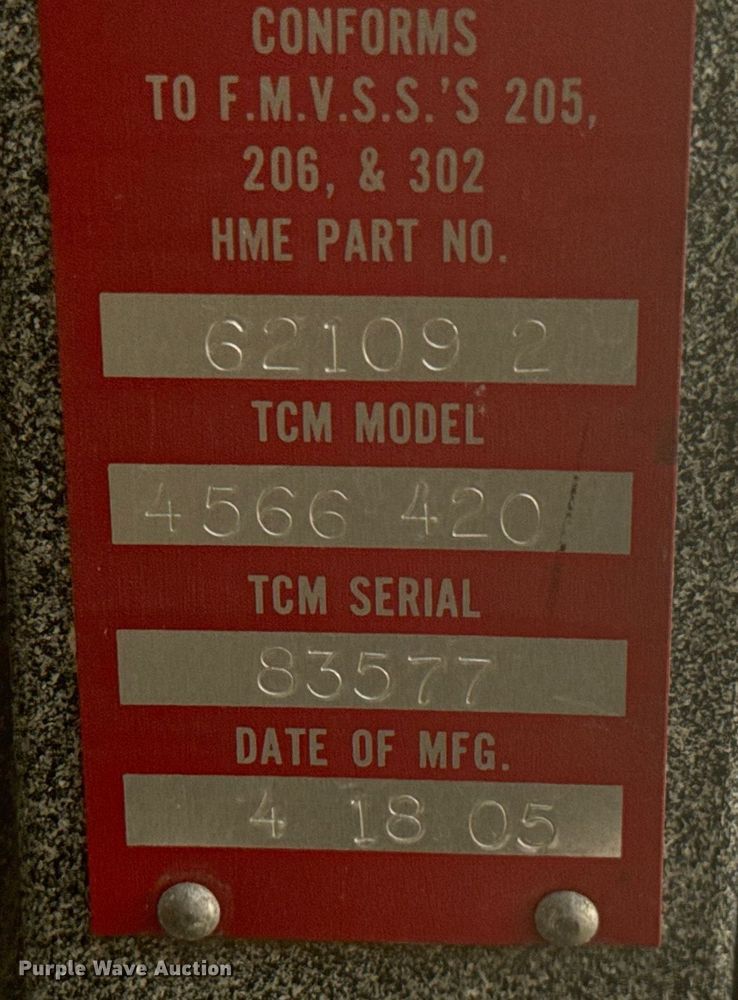 CONFORMS
TO F.M.V.S.S.'S 205,
206, & 302
HME PART NO.
62109 2
TCM MODEL
4566 420
TCM SERIAL
83577
DATE OF MFG.
4 18 05
Purple Wave Auction